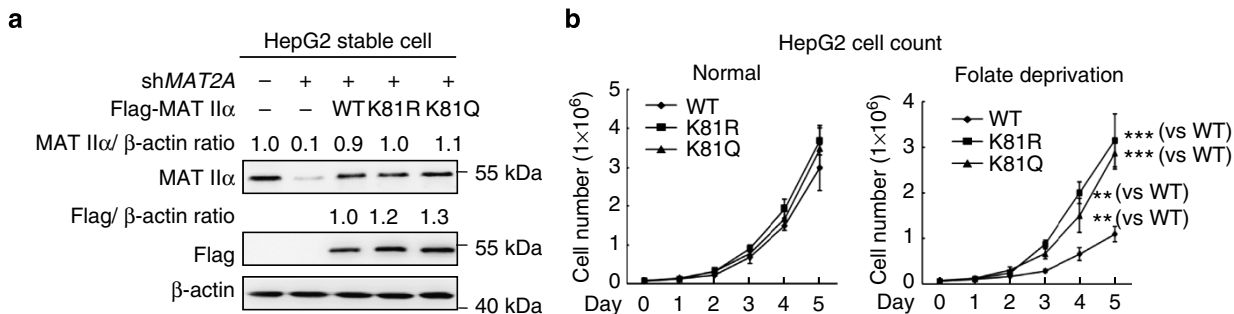 a
HepG2 stable cell
shMAT2A – + + + +
Flag-MAT IIα – – WT K81R K81Q
MAT IIα/ β-actin ratio 1.0 0.1 0.9 1.0 1.1
MAT IIα 55 kDa
Flag/ β-actin ratio 1.0 1.2 1.3
Flag 55 kDa
β-actin
40 kDa
b
HepG2 cell count
Normal
Cell number (1×10⁶)
5
4
3
2
1
0
WT
K81R
K81Q
Day 0 1 2 3 4 5
Folate deprivation
Cell number (1×10⁶)
4
3
2
1
0
WT
K81R
K81Q
*** (vs WT)
*** (vs WT)
** (vs WT)
** (vs WT)
Day 0 1 2 3 4 5